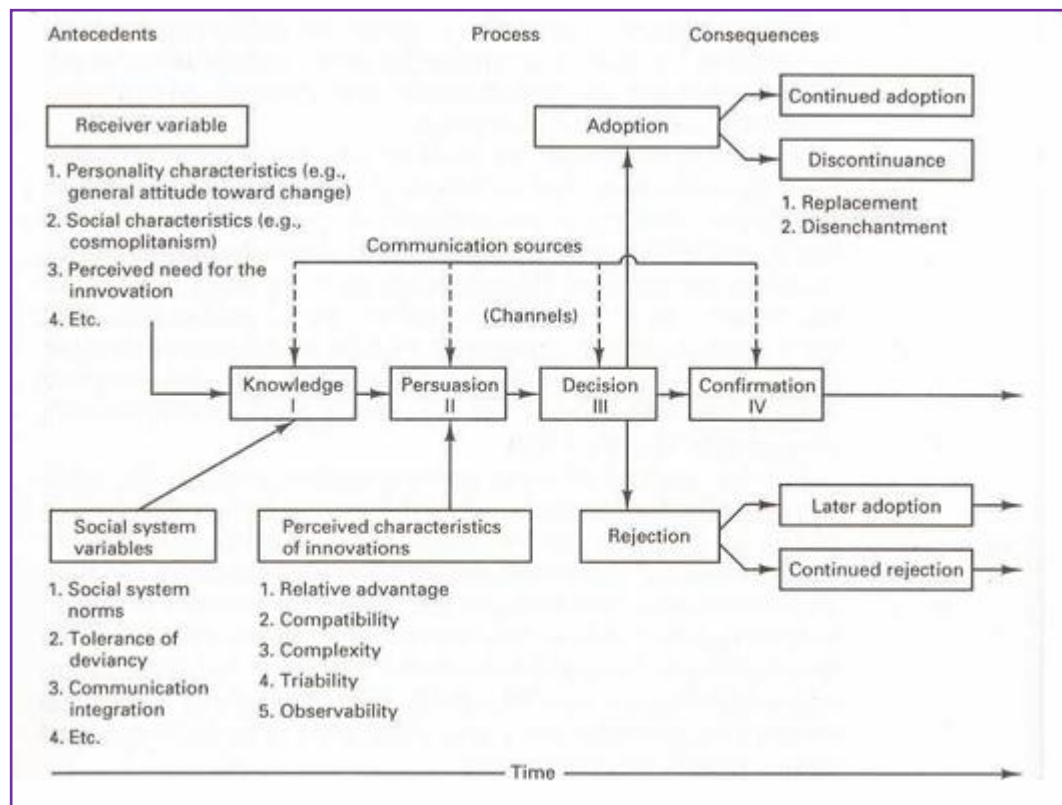 Antecedents
Process
Consequences
Receiver variable
1. Personality characteristics (e.g.,
general attitude toward change)
2. Social characteristics (e.g.,
cosmoplitanism)
3. Perceived need for the
innvovation
4. Etc.
Adoption
Continued adoption
Discontinuance
1. Replacement
2. Disenchantment
Communication sources
(Channels)
Knowledge
I
Persuasion
II
Decision
III
Confirmation
IV
Social system
variables
1. Social system
norms
2. Tolerance of
deviancy
3. Communication
integration
4. Etc.
Perceived characteristics
of innovations
1. Relative advantage
2. Compatibility
3. Complexity
4. Triability
5. Observability
Rejection
Later adoption
Continued rejection
Time